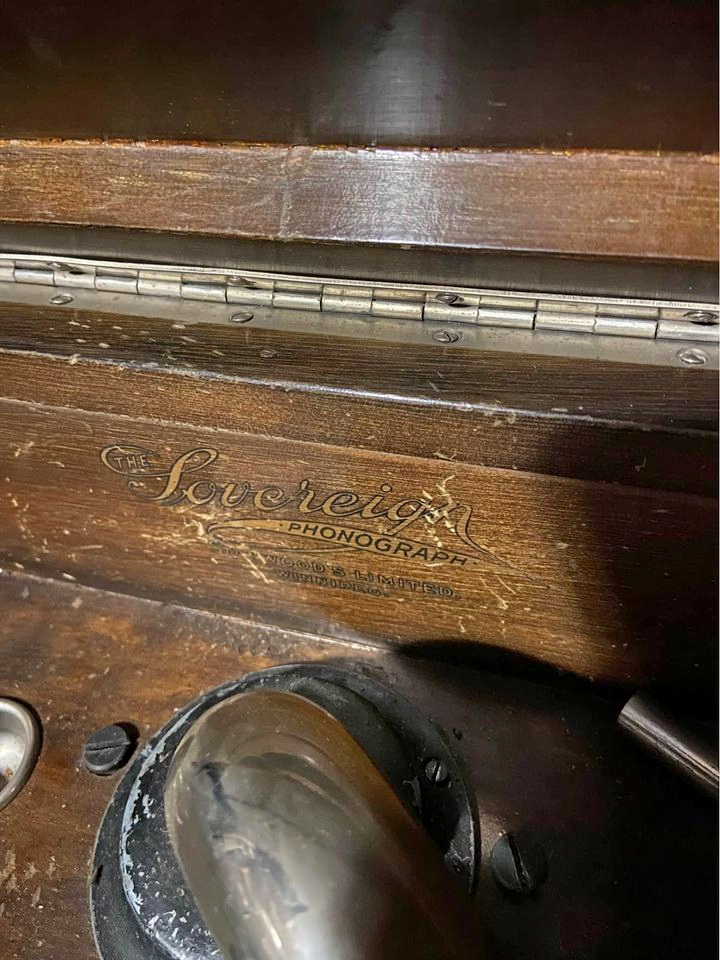 THE Sovereign
PHONOGRAPH
LIMITED,
WINNIPEG.